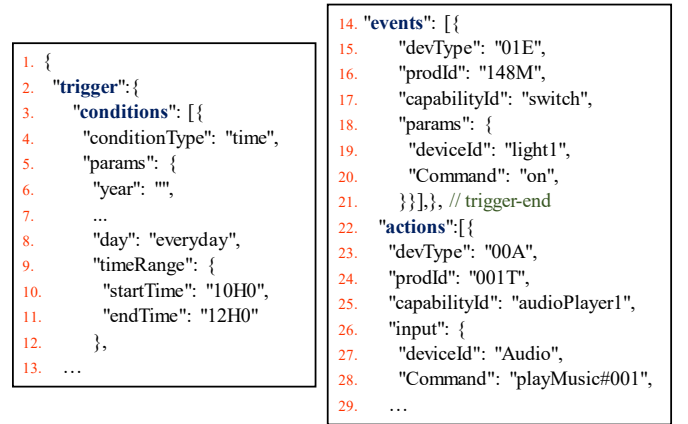 1. {
2. "trigger":{
3. "conditions": [{
4. "conditionType": "time",
5. "params": {
6. "year": "",
7. ...
8. "day": "everyday",
9. "timeRange": {
10. "startTime": "10H0",
11. "endTime": "12H0"
12. },
13. …
14. "events": [{
15. "devType": "01E",
16. "prodId": "148M",
17. "capabilityId": "switch",
18. "params": {
19. "deviceId": "light1",
20. "Command": "on",
21. }}],}, // trigger-end
22. "actions":[{
23. "devType": "00A",
24. "prodId": "001T",
25. "capabilityId": "audioPlayer1",
26. "input": {
27. "deviceId": "Audio",
28. "Command": "playMusic#001",
29. …